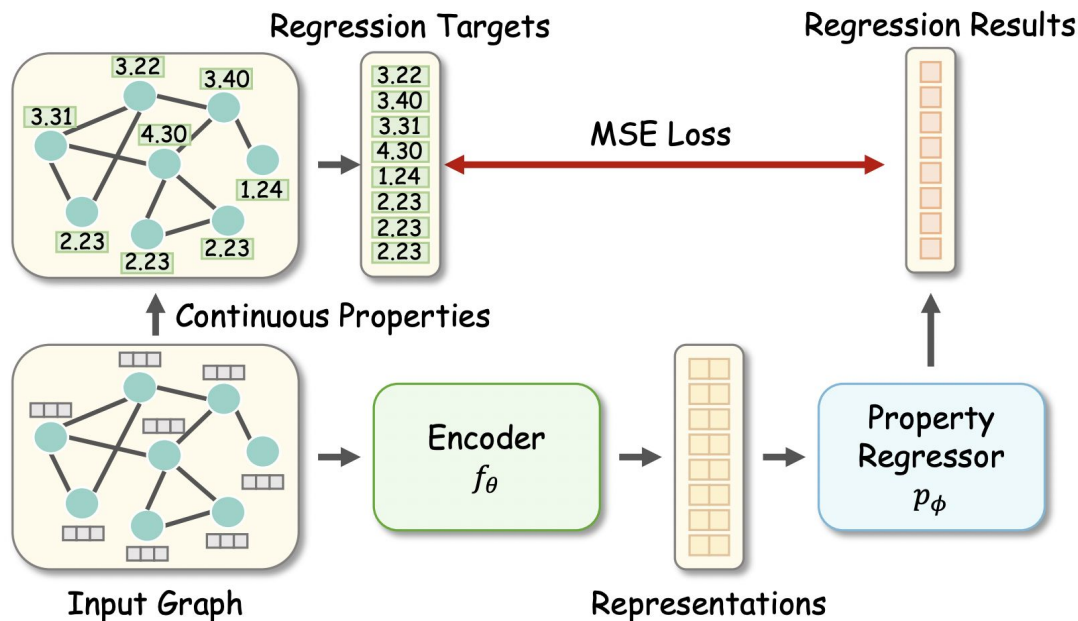 Regression Targets
Regression Results
3.22
3.40
3.31
4.30
1.24
2.23
2.23
2.23
3.22
3.40
3.31
4.30
1.24
2.23
2.23
2.23
MSE Loss
Continuous Properties
Encoder
f_θ
Property
Regressor
p_ϕ
Input Graph
Representations